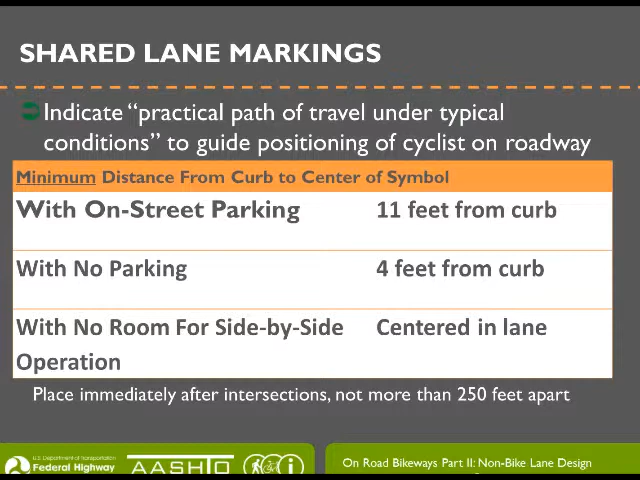 SHARED LANE MARKINGS
Indicate “practical path of travel under typical
conditions” to guide positioning of cyclist on roadway
Minimum Distance From Curb to Center of Symbol
With On-Street Parking 11 feet from curb
With No Parking 4 feet from curb
With No Room For Side-by-Side Centered in lane
Operation
Place immediately after intersections, not more than 250 feet apart
U.S. Department of Transportation
Federal Highway
AASHTO
On Road Bikeways Part II: Non-Bike Lane Design